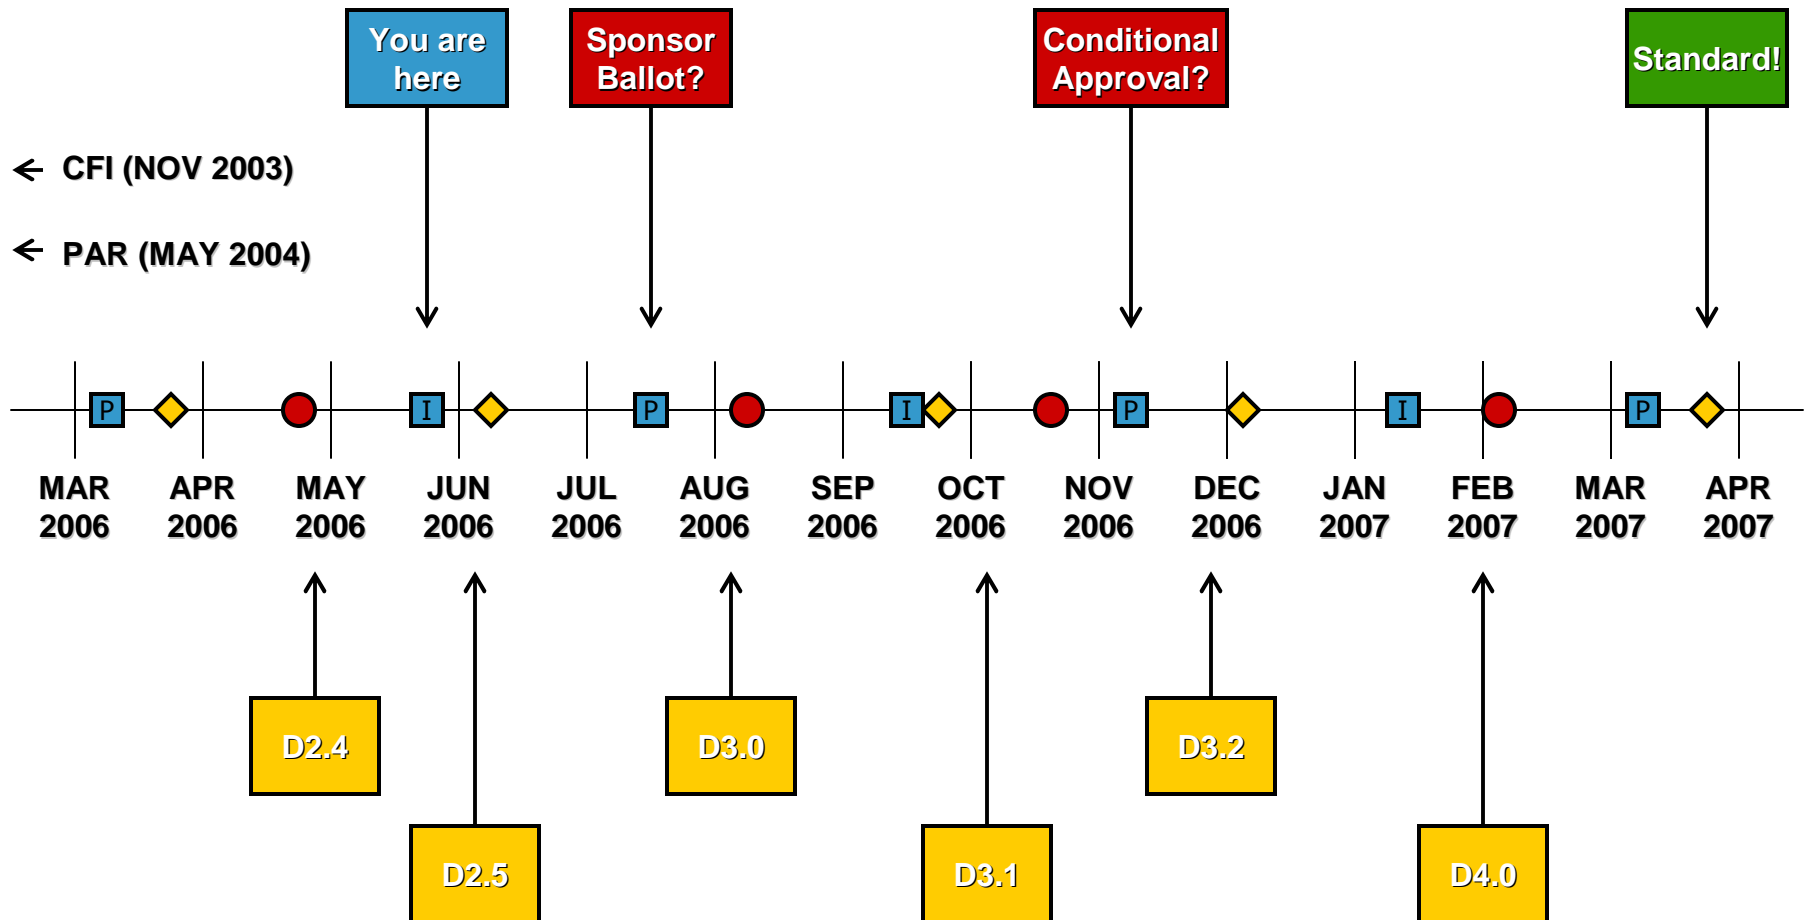 You are
here
Sponsor
Ballot?
Conditional
Approval?
Standard!
CFI (NOV 2003)
PAR (MAY 2004)
P
I
P
I
P
I
P
MAR
2006
APR
2006
MAY
2006
JUN
2006
JUL
2006
AUG
2006
SEP
2006
OCT
2006
NOV
2006
DEC
2006
JAN
2007
FEB
2007
MAR
2007
APR
2007
D2.4
D3.0
D3.2
D2.5
D3.1
D4.0